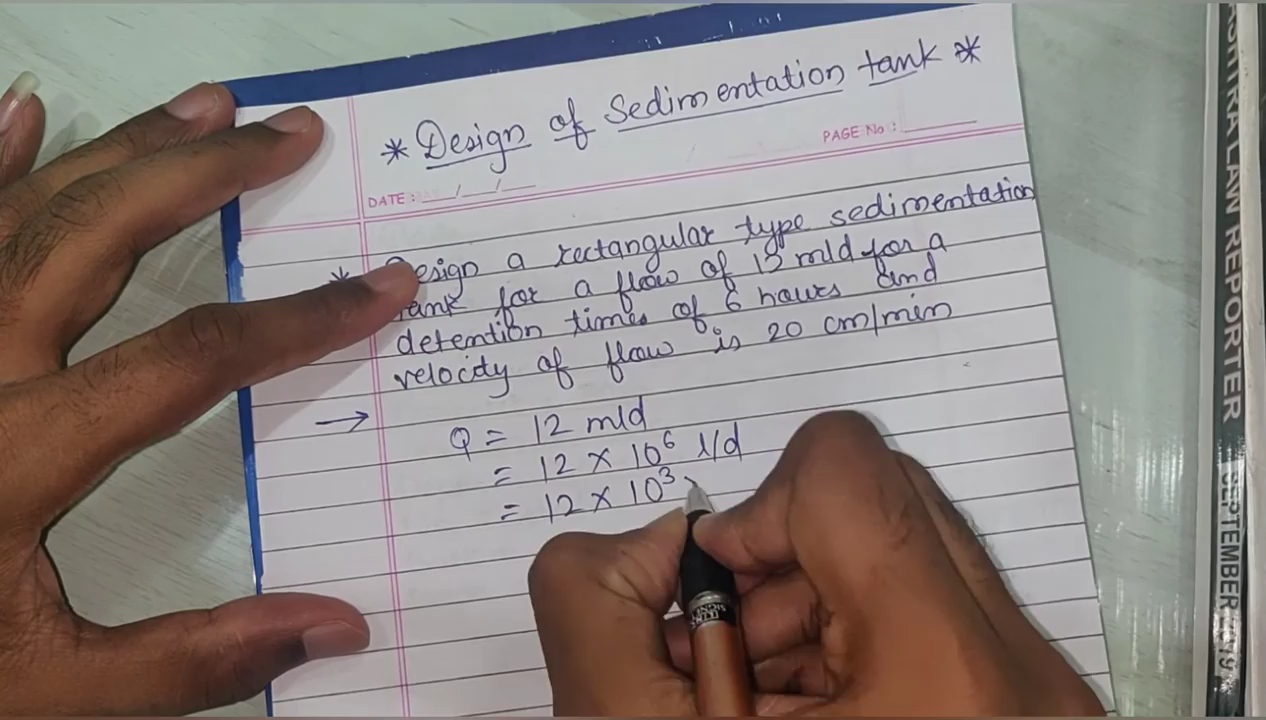 * Design of Sedimentation tank *
PAGE No :
DATE : / /
* Design a rectangular type sedimentation
tank for a flow of 12 mld for a
detention times of 6 hours and
velocity of flow is 20 cm/min
→ Q = 12 mld
= 12 × 10⁶ l/d
= 12 × 10³
LAW REPORTER
SEPTEMBER 2019